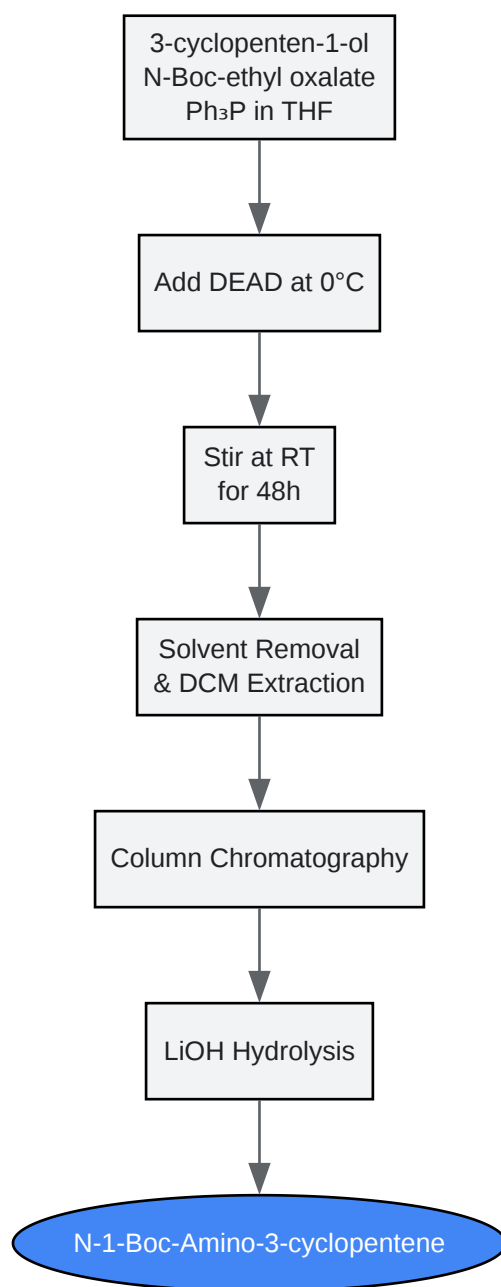 3-cyclopenten-1-ol
N-Boc-ethyl oxalate
Ph₃P in THF
Add DEAD at 0°C
Stir at RT
for 48h
Solvent Removal
& DCM Extraction
Column Chromatography
LiOH Hydrolysis
N-1-Boc-Amino-3-cyclopentene